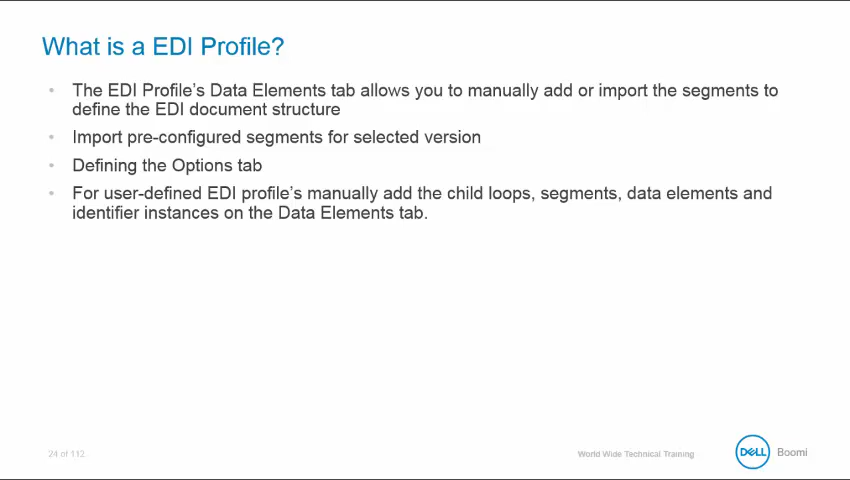 What is a EDI Profile?
• The EDI Profile's Data Elements tab allows you to manually add or import the segments to
define the EDI document structure
• Import pre-configured segments for selected version
• Defining the Options tab
• For user-defined EDI profile's manually add the child loops, segments, data elements and
identifier instances on the Data Elements tab.
24 of 112
World Wide Technical Training
DELL Boomi